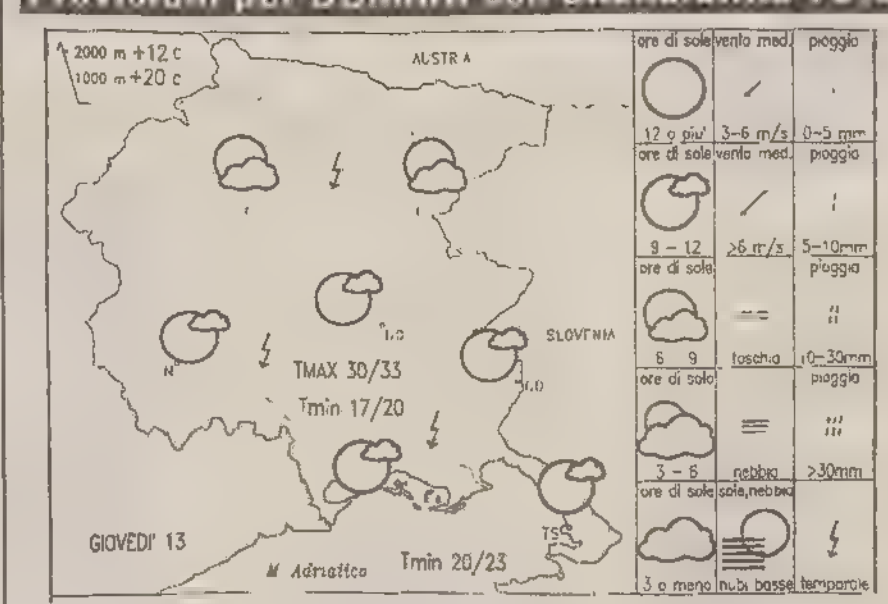 2000 m +12 c
1000 m +20 c
AUSTRIA
TMAX 30/33
Tmin 17/20
SLOVENIA
GIOVEDI' 13
M Adriatico
Tmin 20/23
TS
ore di sole vento med. pioggia
12 o piu' 3-6 m/s 0-5 mm
ore di sole vento med. pioggia
9 - 12 >6 m/s 5-10mm
ore di sole pioggia
6 9 foschia 10-30mm
ore di sole pioggia
3 - 6 nebbia >30mm
ore di sole sole,nebbia
3 o meno nubi basse temporale